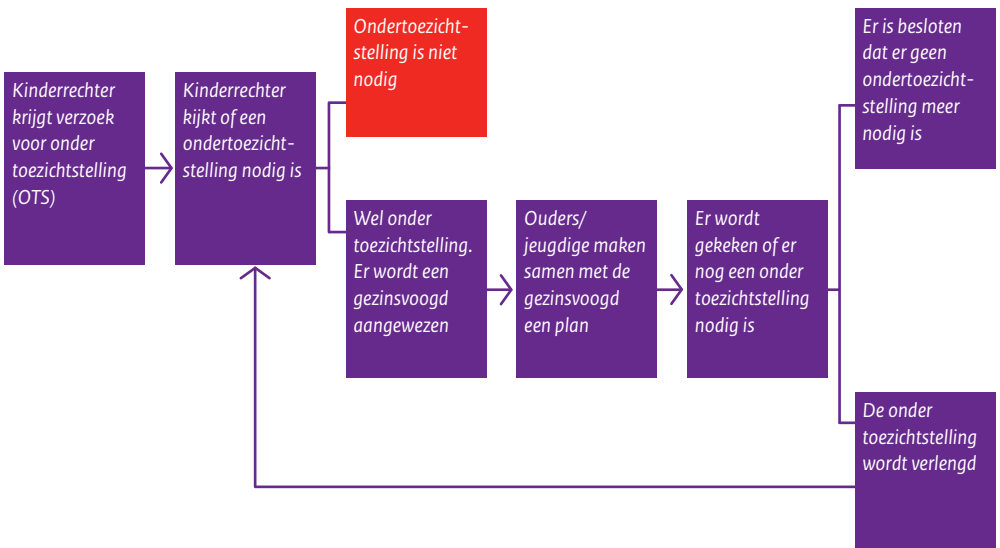 Kinderrechter
krijgt verzoek
voor onder
toezichtstelling
(OTS)
Kinderrechter
kijkt of een
ondertoezicht-
stelling nodig is
Ondertoezicht-
stelling is niet
nodig
Wel onder
toezichtstelling.
Er wordt een
gezinsvoogd
aangewezen
Ouders/
jeugdige maken
samen met de
gezinsvoogd
een plan
Er wordt
gekeken of er
nog een onder
toezichtstelling
nodig is
Er is besloten
dat er geen
ondertoezicht-
stelling meer
nodig is
De onder
toezichtstelling
wordt verlengd